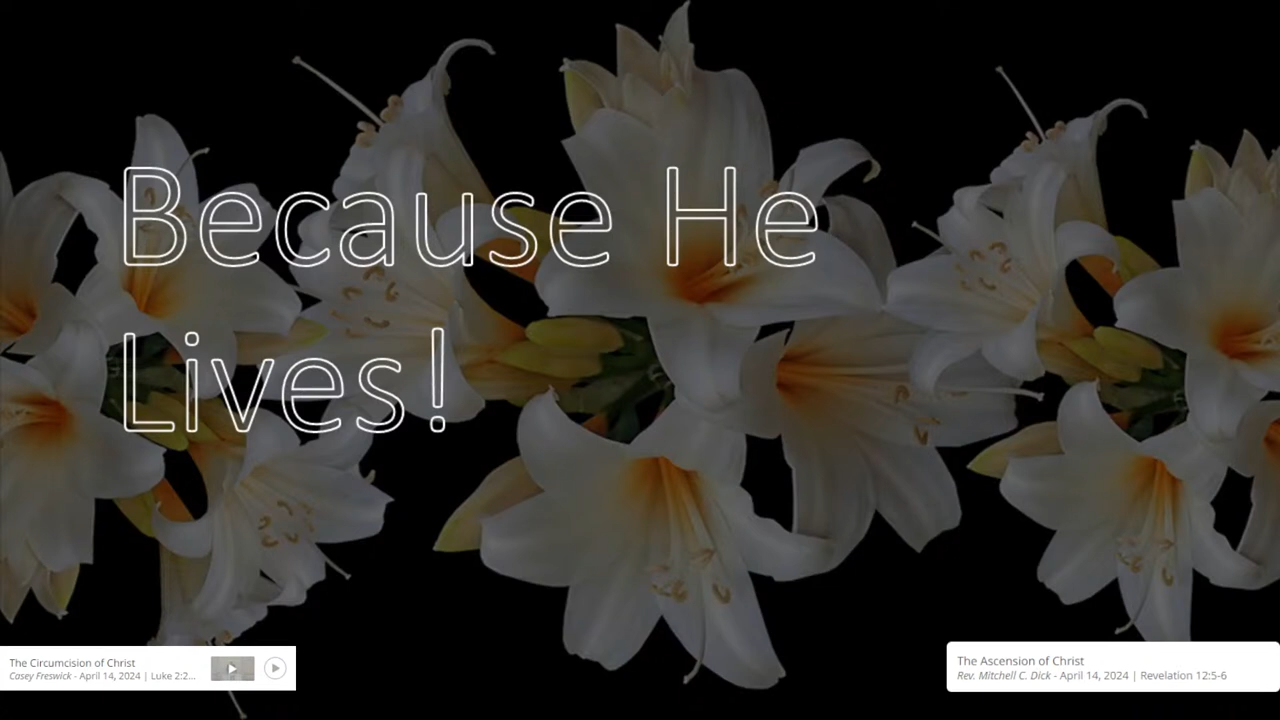 Because He
Lives!
The Circumcision of Christ
Casey Freswick - April 14, 2024 | Luke 2:2...
The Ascension of Christ
Rev. Mitchell C. Dick - April 14, 2024 | Revelation 12:5-6